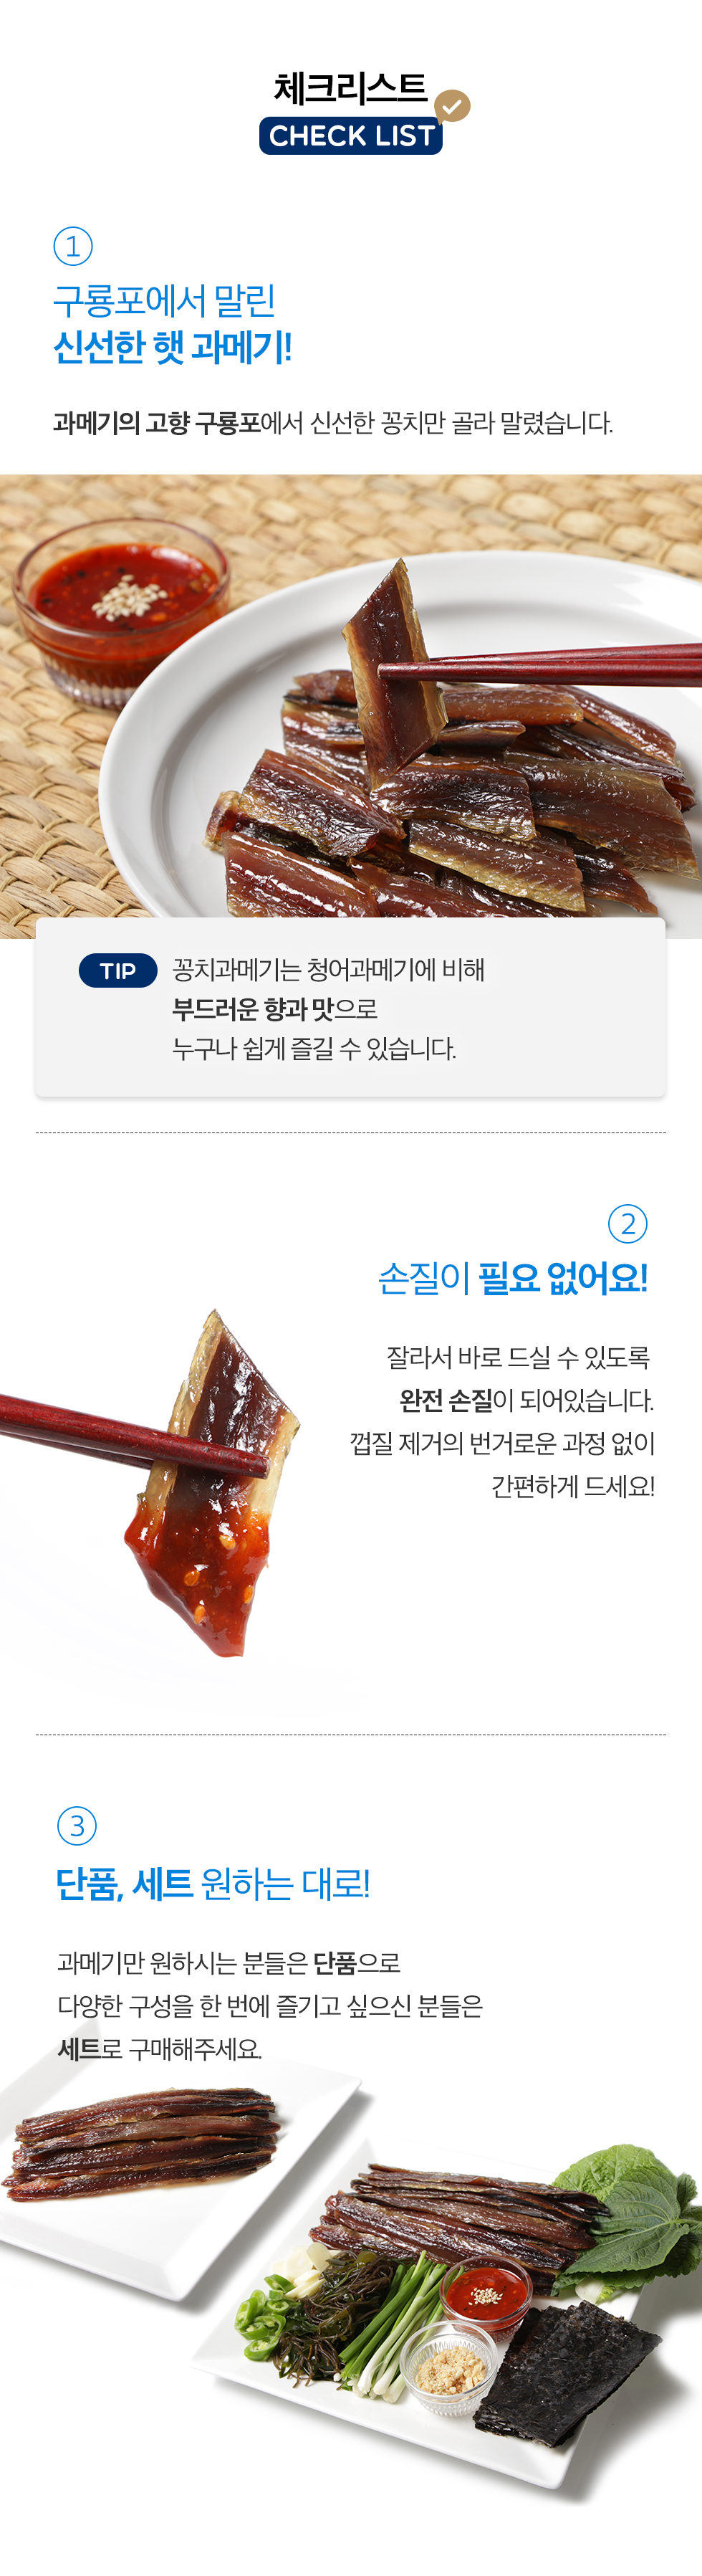 체크리스트
CHECK LIST
1
구룡포에서 말린
신선한 햇 과메기!
과메기의 고향 구룡포에서 신선한 꽁치만 골라 말렸습니다.
TIP
꽁치과메기는 청어과메기에 비해
부드러운 향과 맛으로
누구나 쉽게 즐길 수 있습니다.
2
손질이 필요 없어요!
잘라서 바로 드실 수 있도록
완전 손질이 되어있습니다.
껍질 제거의 번거로운 과정 없이
간편하게 드세요!
3
단품, 세트 원하는 대로!
과메기만 원하시는 분들은 단품으로
다양한 구성을 한 번에 즐기고 싶으신 분들은
세트로 구매해주세요.